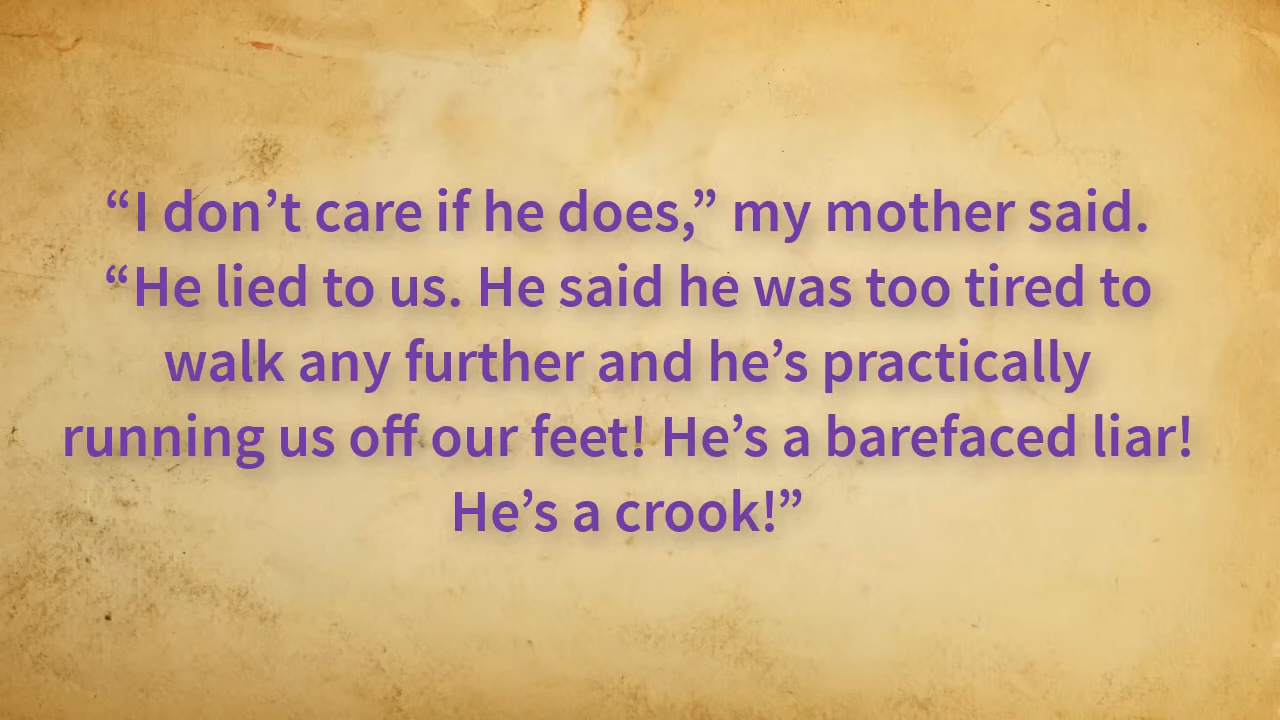 “I don’t care if he does,” my mother said.
“He lied to us. He said he was too tired to
walk any further and he’s practically
running us off our feet! He’s a barefaced liar!
He’s a crook!”